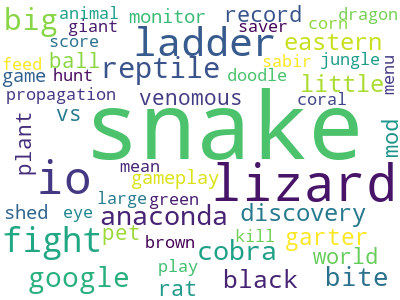 animal record corn dragon
big giant monitor saver
score ladder eastern
feed ball sabir jungle
game hunt reptile doodle little menu
propagation venomous coral
vs
plant snake mod
io mean gameplay lizard
large green
shed eye anaconda discovery
fight pet brown kill garter
cobra world
google play rat black bite